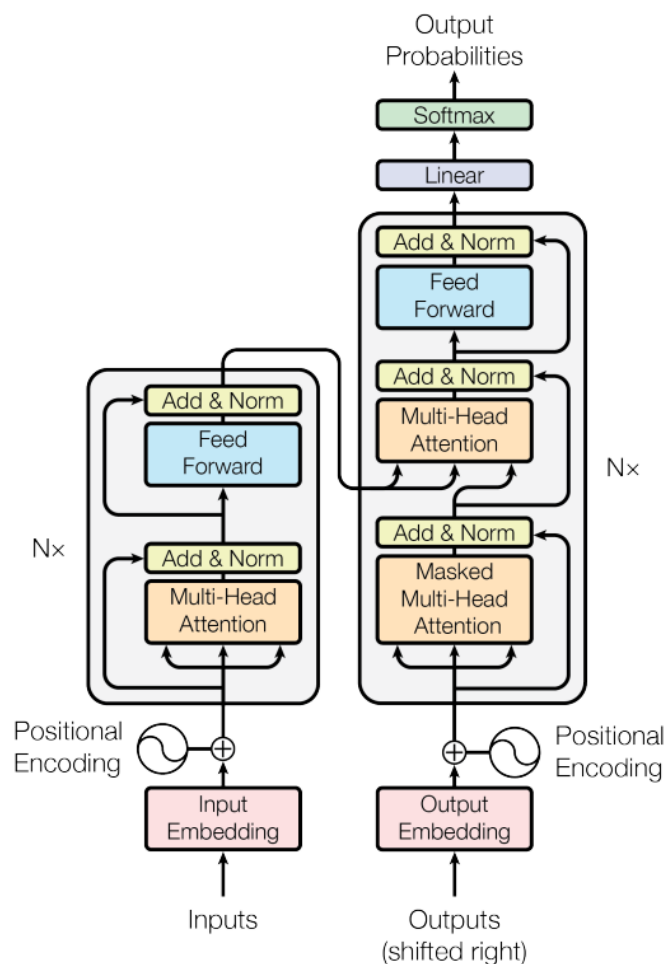 Output
Probabilities
Softmax
Linear
Add & Norm
Feed
Forward
Add & Norm
Multi-Head
Attention
Nx
Add & Norm
Masked
Multi-Head
Attention
Add & Norm
Feed
Forward
Nx
Add & Norm
Multi-Head
Attention
Positional
Encoding
Positional
Encoding
Input
Embedding
Output
Embedding
Inputs
Outputs
(shifted right)